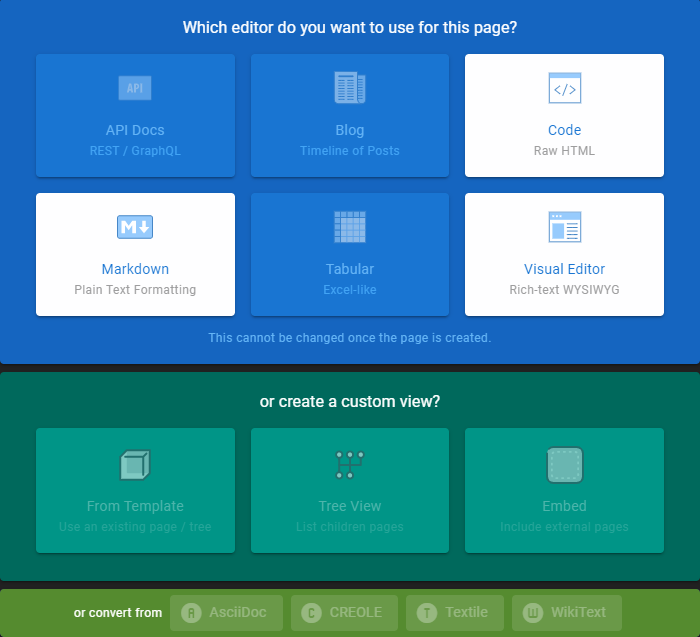 Which editor do you want to use for this page?
API
API Docs
REST / GraphQL
Blog
Timeline of Posts
</>
Code
Raw HTML
M
Markdown
Plain Text Formatting
Tabular
Excel-like
Visual Editor
Rich-text WYSIWYG
This cannot be changed once the page is created.
or create a custom view?
From Template
Use an existing page / tree
Tree View
List children pages
Embed
Include external pages
or convert from
A AsciiDoc
C CREOLE
T Textile
W WikiText